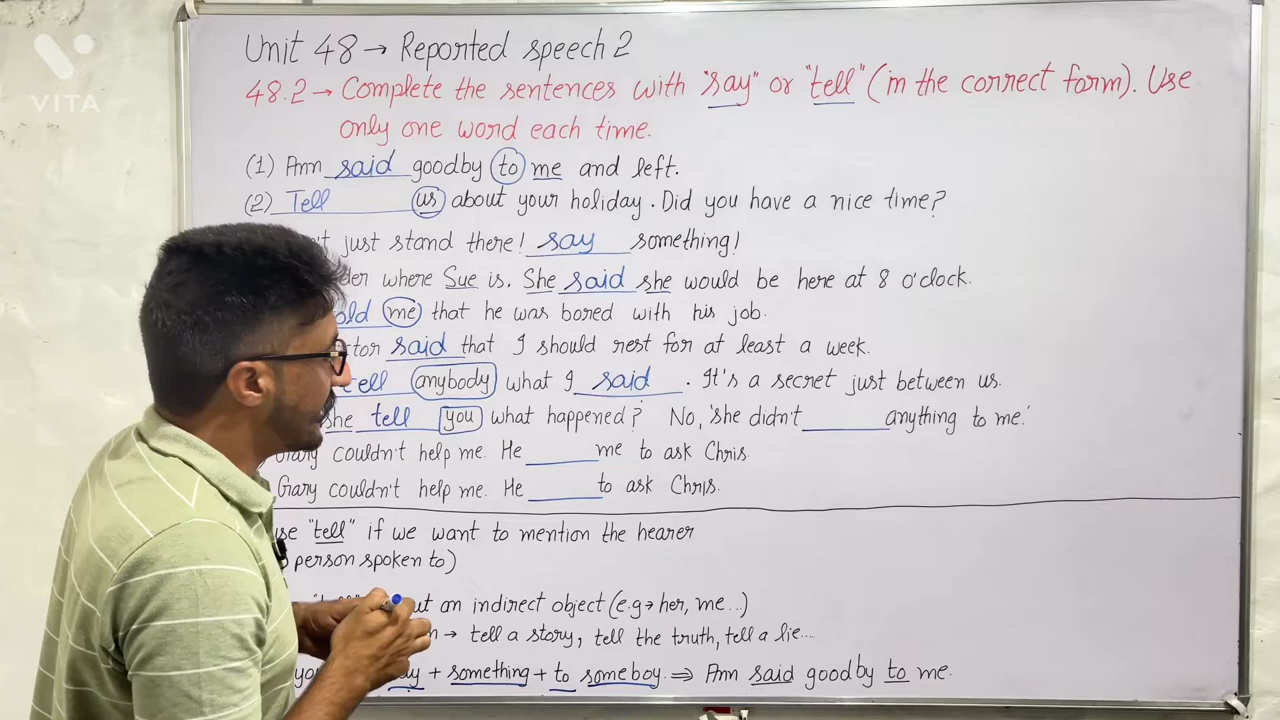 VITA
Unit 48 → Reported speech 2
48.2 → Complete the sentences with "say" or "tell" (in the correct form). Use
only one word each time.
(1) Ann said goodby to me and left.
(2) Tell us about your holiday. Did you have a nice time?
just stand there! say something!
where Sue is. She said she would be here at 8 o'clock.
me that he was bored with his job.
said that I should rest for at least a week.
tell anybody what I said. It's a secret just between us.
she tell you what happened? No, 'she didn't ______ anything to me.'
Gary couldn't help me. He ______ me to ask Chris.
Gary couldn't help me. He ______ to ask Chris.
"tell" if we want to mention the hearer
person spoken to)
an indirect object (e.g → her, me...)
→ tell a story, tell the truth, tell a lie....
+ something + to someboy ⇒ Ann said goodby to me.